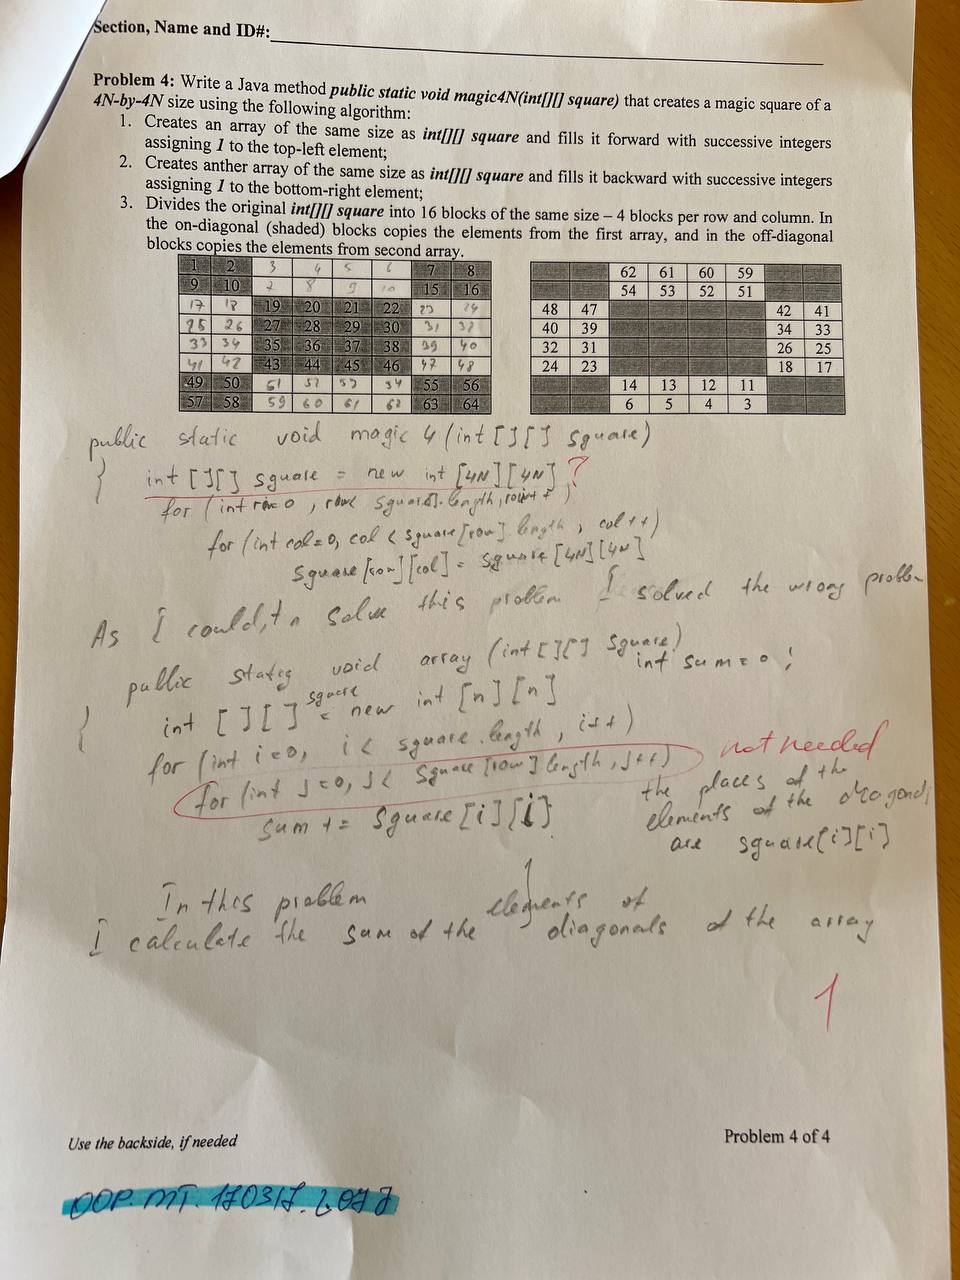 Section, Name and ID#:
Problem 4: Write a Java method public static void magic4N(int[][] square) that creates a magic square of a
4N-by-4N size using the following algorithm:
1. Creates an array of the same size as int[][] square and fills it forward with successive integers
assigning 1 to the top-left element;
2. Creates anther array of the same size as int[][] square and fills it backward with successive integers
assigning 1 to the bottom-right element;
3. Divides the original int[][] square into 16 blocks of the same size – 4 blocks per row and column. In
the on-diagonal (shaded) blocks copies the elements from the first array, and in the off-diagonal
blocks copies the elements from second array.
1 2 3 4 5 6 7 8
9 10 7 8 9 10 15 16
17 18 19 20 21 22 23 24
25 26 27 28 29 30 31 32
33 34 35 36 37 38 39 40
41 42 43 44 45 46 47 48
49 50 51 52 53 54 55 56
57 58 59 60 61 62 63 64
62 61 60 59
54 53 52 51
48 47 42 41
40 39 34 33
32 31 26 25
24 23 18 17
14 13 12 11
6 5 4 3
public static void magic 4 (int [][] square)
{ int [][] square = new int [4N][4N] ?
for (int row=0, row< square[].length, row++)
for (int col=0, col < square[row].length, col++)
square[row][col] = square[4N][4N]
As I could,tn solve this problem I solved the wrong problem
public static void array (int [][] square)
int sum = 0;
{ int [][] square = new int [n][n]
for (int i=0, i < square.length, i++)
for (int j=0, j< square[row]length, j++) not needed
sum += square[i][i]
the places of the
elements of the diagonal
are square[i][i]
In this problem
I calculate the sum of the elements of diagonals of the array
1
Use the backside, if needed
Problem 4 of 4
OOP. MT. 170317.